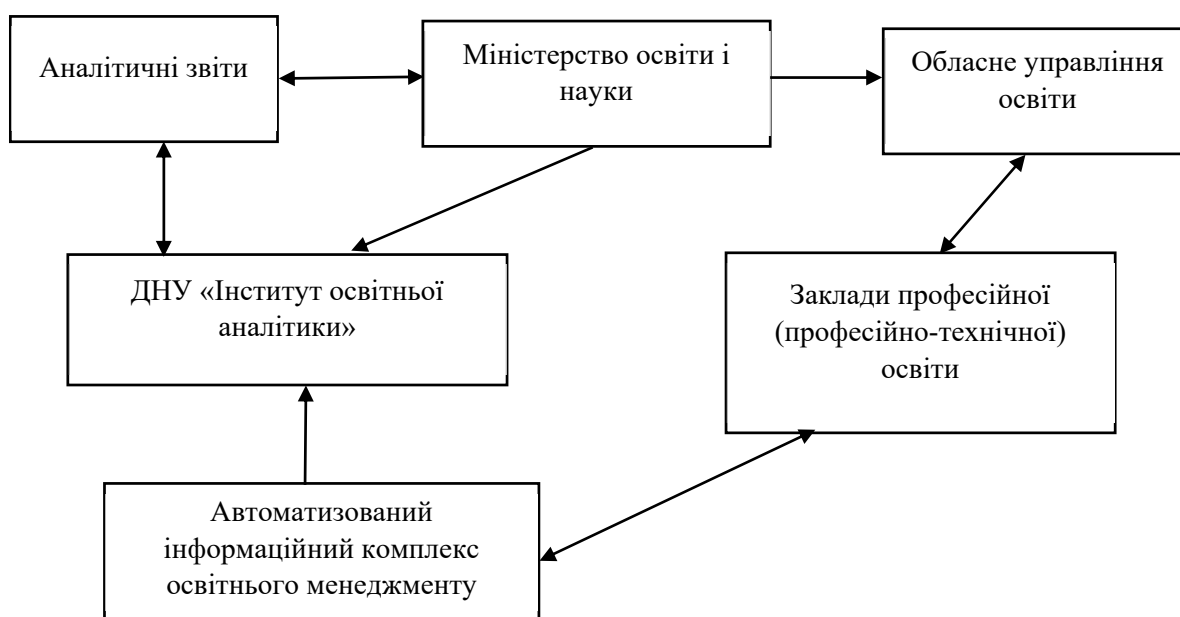 Аналітичні звіти
Міністерство освіти і
науки
Обласне управління
освіти
ДНУ «Інститут освітньої
аналітики»
Заклади професійної
(професійно-технічної)
освіти
Автоматизований
інформаційний комплекс
освітнього менеджменту